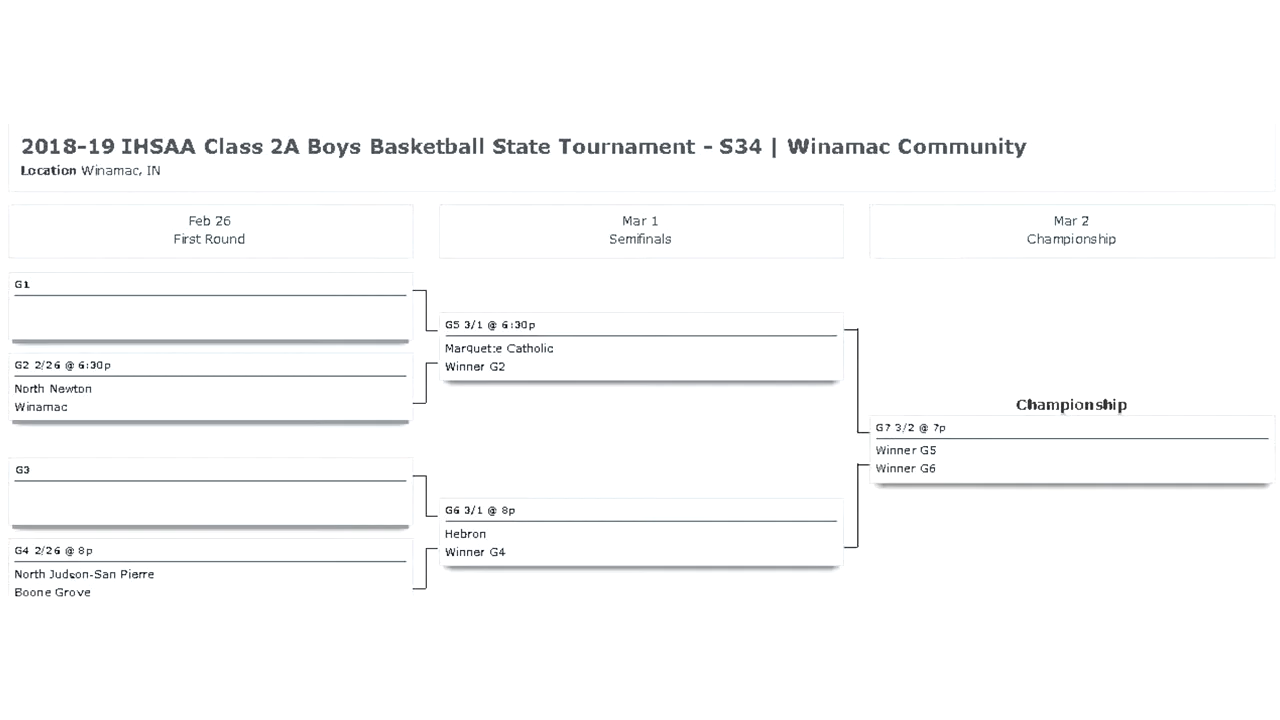 2018-19 IHSAA Class 2A Boys Basketball State Tournament - S34 | Winamac Community
Location Winamac, IN
Feb 26
First Round
Mar 1
Semifinals
Mar 2
Championship
G1
G2 2/26 @ 6:30p
North Newton
Winamac
G3
G4 2/26 @ 8p
North Judson-San Pierre
Boone Grove
G5 3/1 @ 6:30p
Marquette Catholic
Winner G2
G6 3/1 @ 8p
Hebron
Winner G4
Championship
G7 3/2 @ 7p
Winner G5
Winner G6